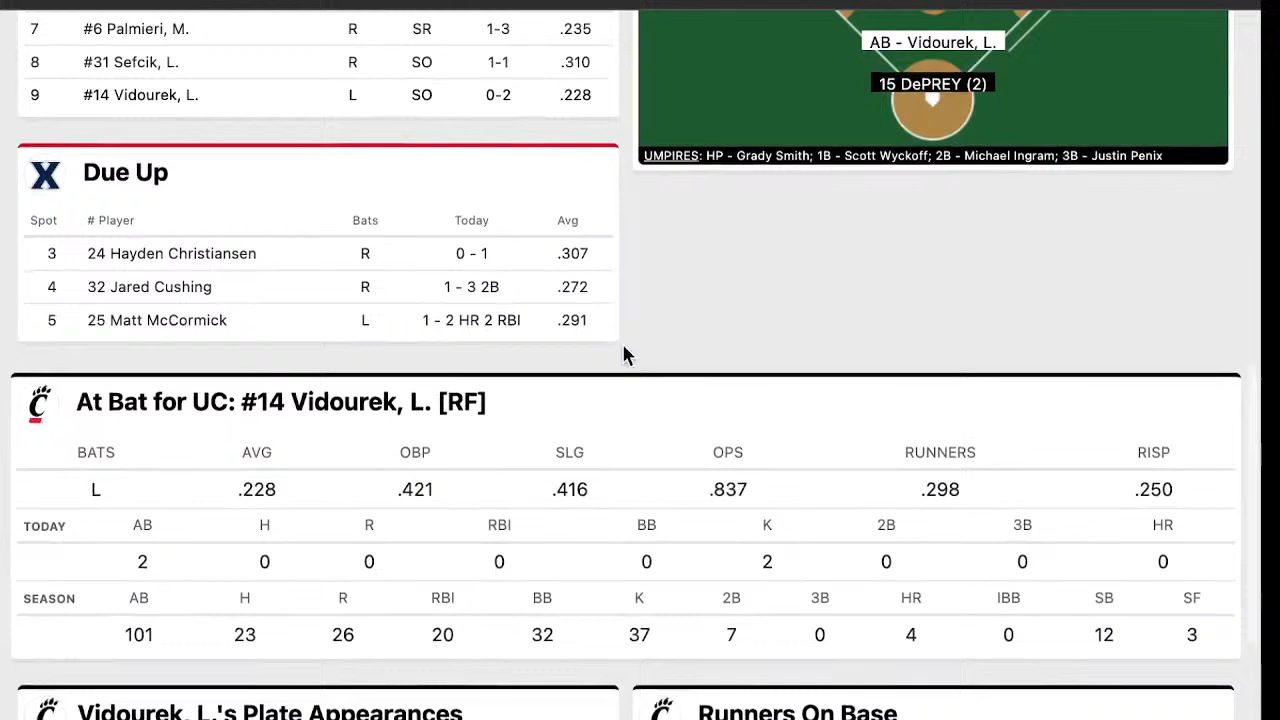 7 #6 Palmieri, M. R SR 1-3 .235
8 #31 Sefcik, L. R SO 1-1 .310
9 #14 Vidourek, L. L SO 0-2 .228
AB - Vidourek, L.
15 DePREY (2)
UMPIRES: HP - Grady Smith; 1B - Scott Wyckoff; 2B - Michael Ingram; 3B - Justin Penix
X Due Up
Spot # Player Bats Today Avg
3 24 Hayden Christiansen R 0 - 1 .307
4 32 Jared Cushing R 1 - 3 2B .272
5 25 Matt McCormick L 1 - 2 HR 2 RBI .291
C At Bat for UC: #14 Vidourek, L. [RF]
BATS AVG OBP SLG OPS RUNNERS RISP
L .228 .421 .416 .837 .298 .250
TODAY AB H R RBI BB K 2B 3B HR
2 0 0 0 0 2 0 0 0
SEASON AB H R RBI BB K 2B 3B HR IBB SB SF
101 23 26 20 32 37 7 0 4 0 12 3
C Vidourek, L.'s Plate Appearances
C Runners On Base